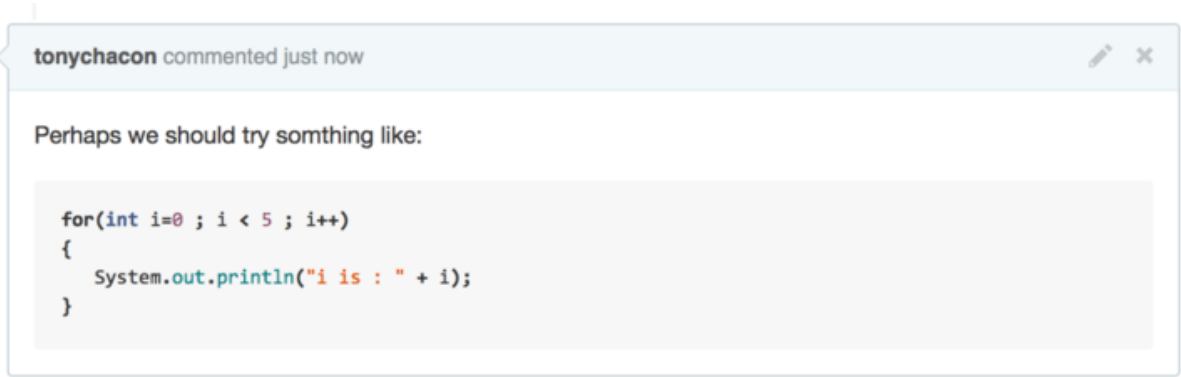 tonychacon commented just now
Perhaps we should try somthing like:
for(int i=0 ; i < 5 ; i++)
{
   System.out.println("i is : " + i);
}